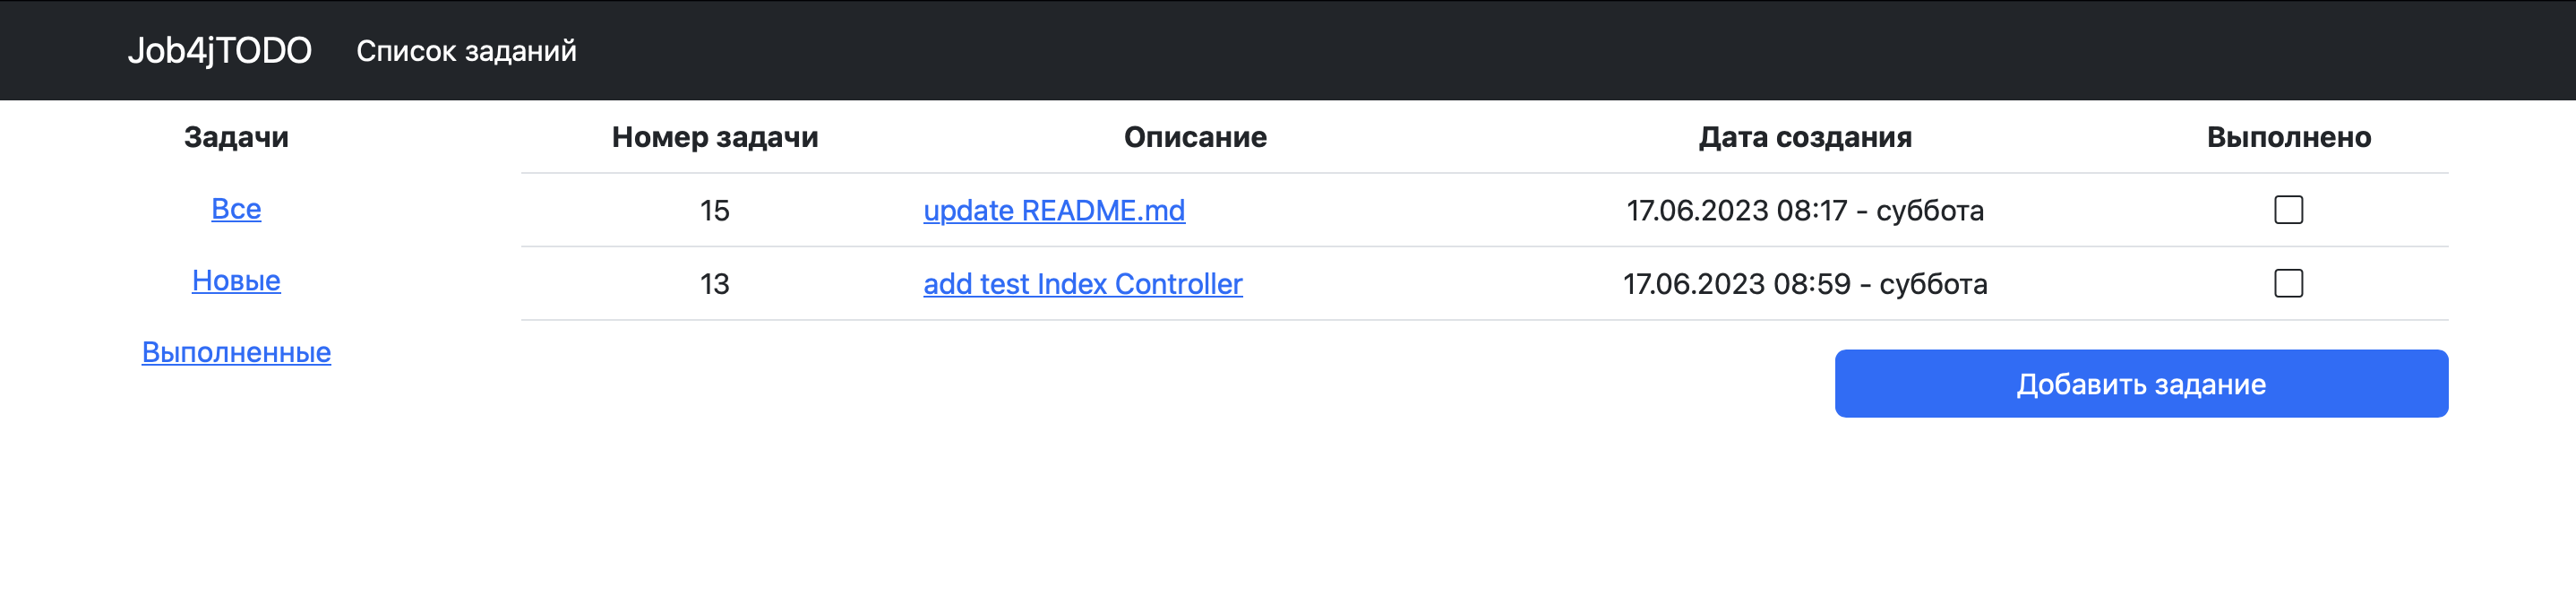 Job4jTODO Список заданий
Задачи
Все
Новые
Выполненные
Номер задачи Описание Дата создания Выполнено
15 update README.md 17.06.2023 08:17 - суббота
13 add test Index Controller 17.06.2023 08:59 - суббота
Добавить задание